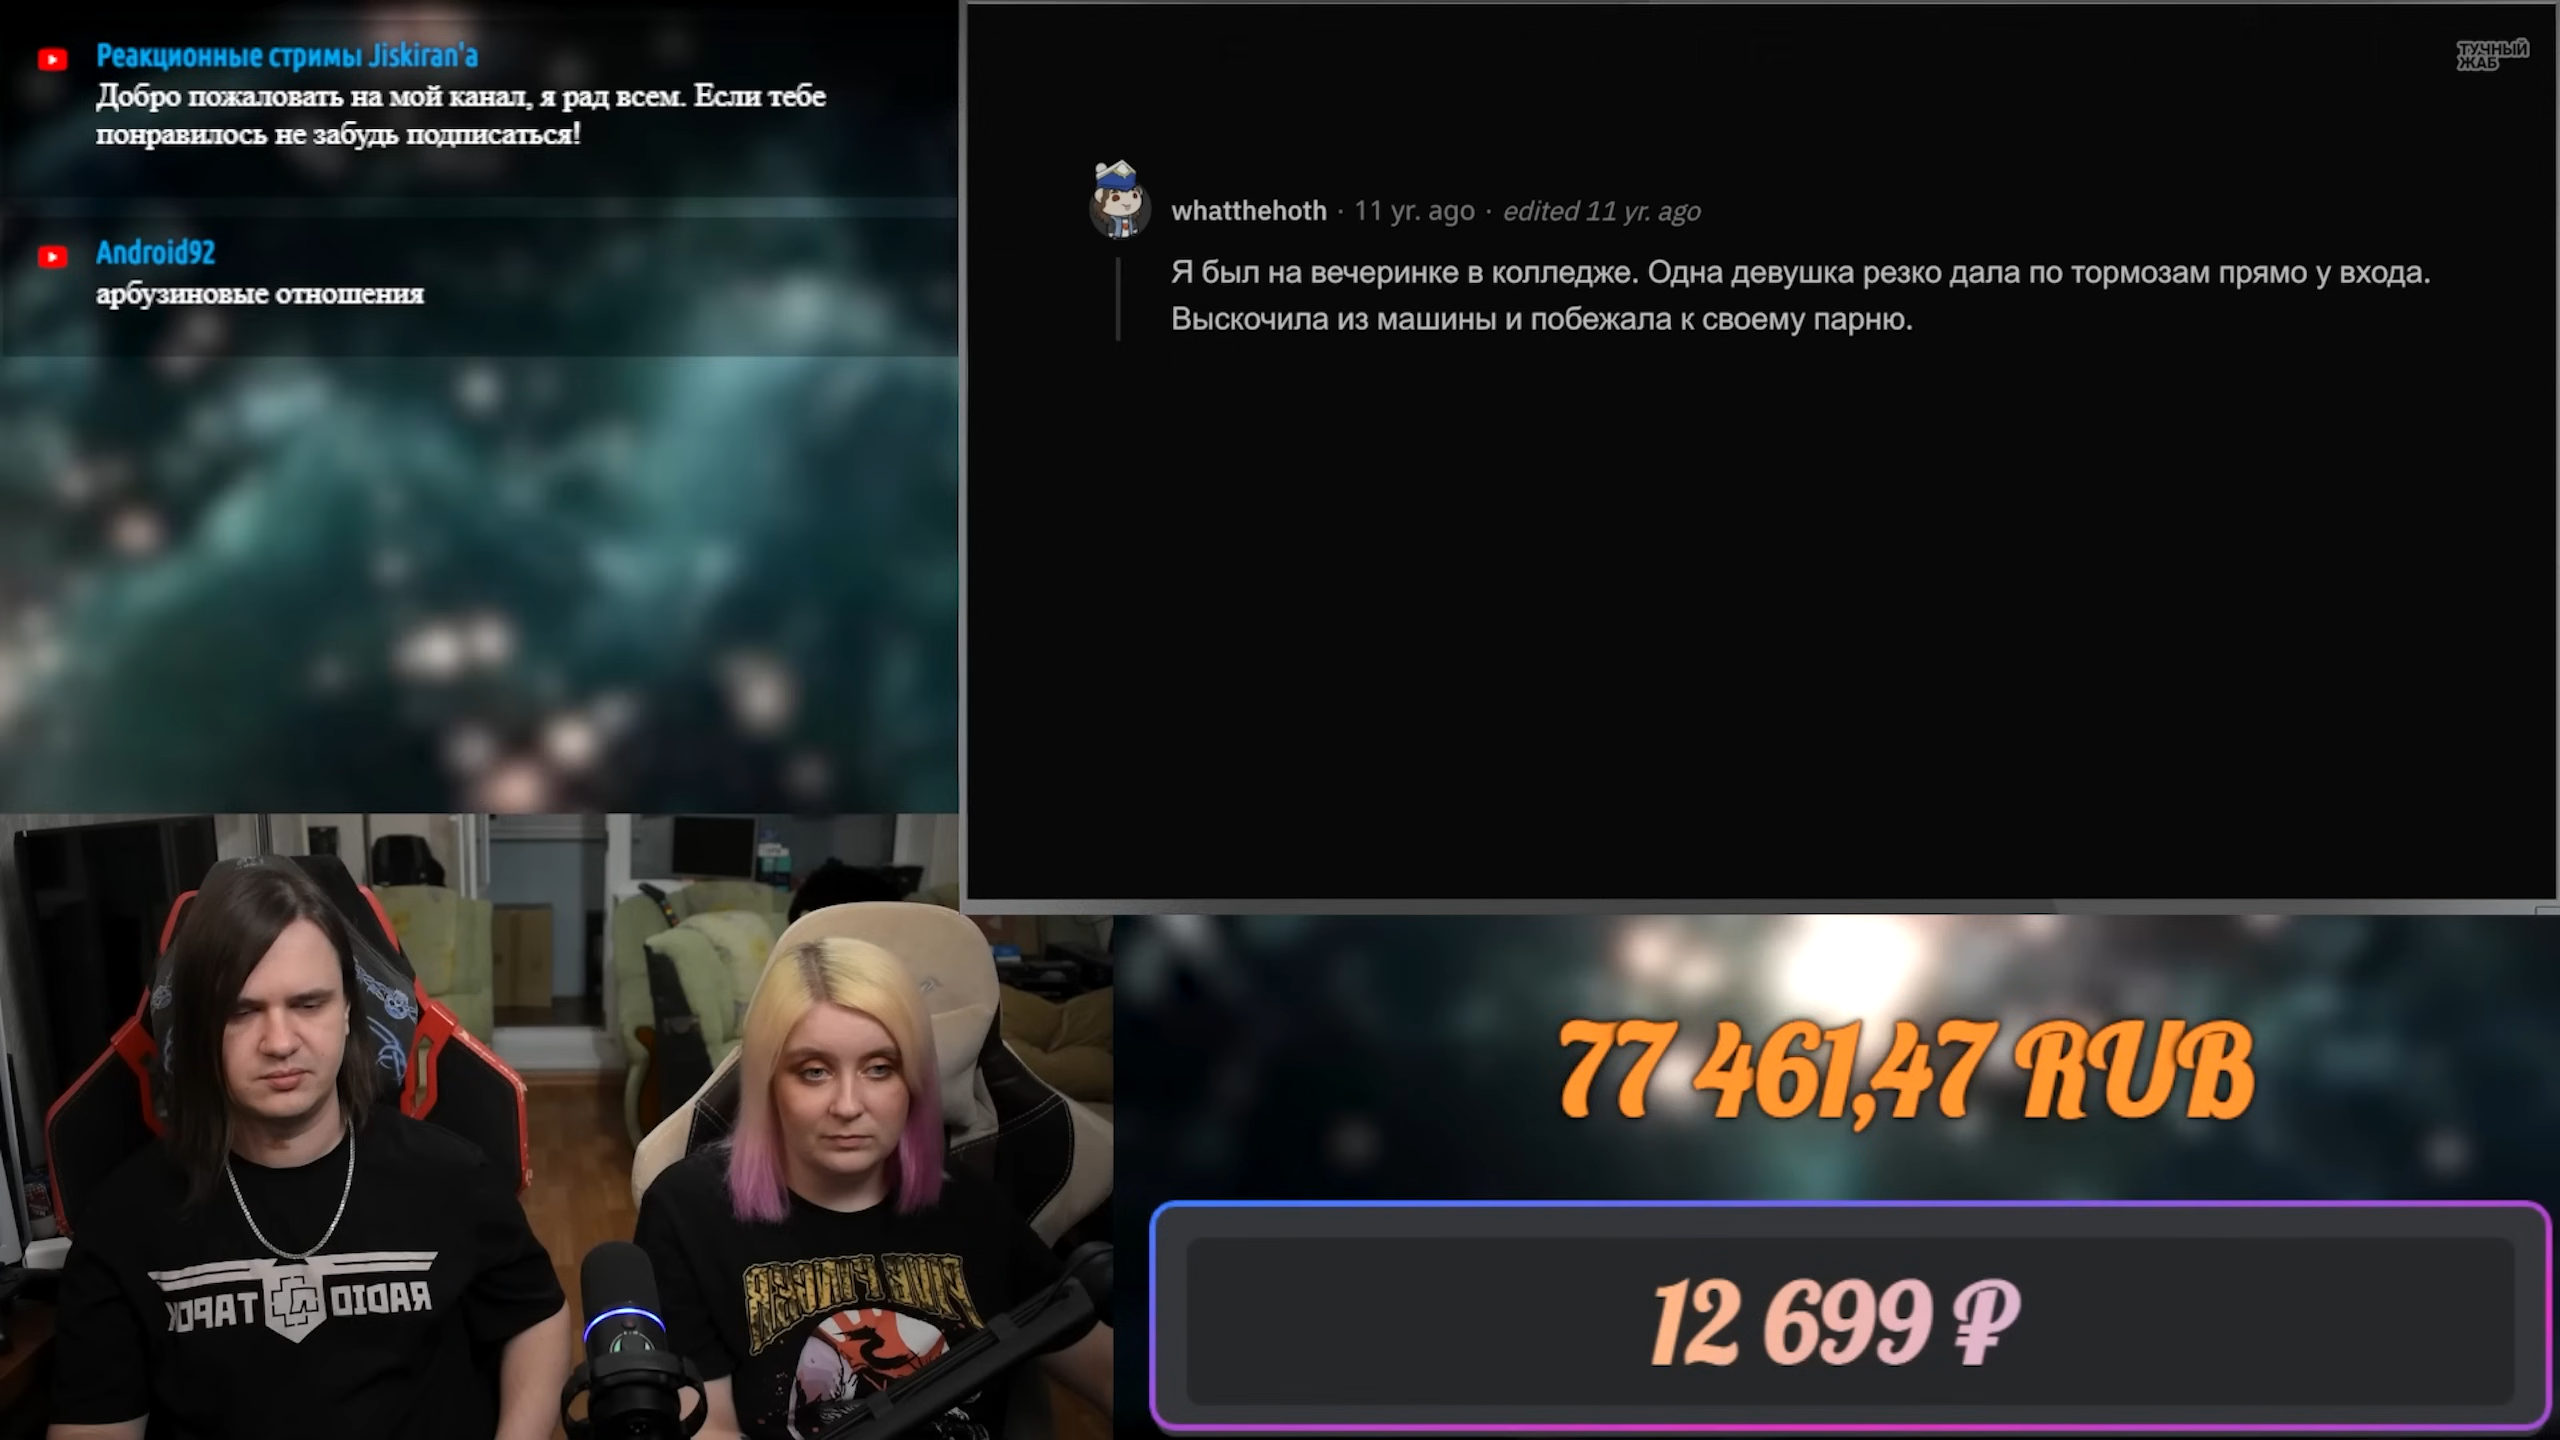 Реакционные стримы Jiskiran'a
Добро пожаловать на мой канал, я рад всем. Если тебе
понравилось не забудь подписаться!
Android92
арбузиновые отношения
ТУЧНЫЙ
ЖАБ
whatthehoth · 11 yr. ago · edited 11 yr. ago
Я был на вечеринке в колледже. Одна девушка резко дала по тормозам прямо у входа.
Выскочила из машины и побежала к своему парню.
77 461,47 RUB
12 699 ₽
RADIO ТАРОК